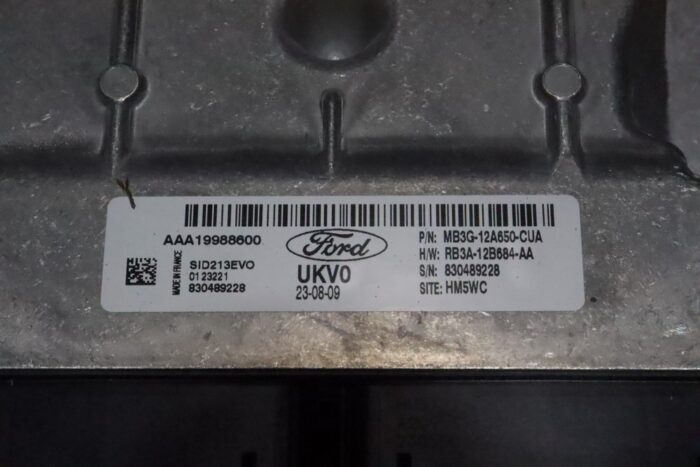 AAA19988600
MADE IN FRANCE
SID213EVO
0123221
830489228
Ford
UKV0
23-08-09
P/N: MB3G-12A650-CUA
H/W: RB3A-12B684-AA
S/N: 830489228
SITE: HM5WC